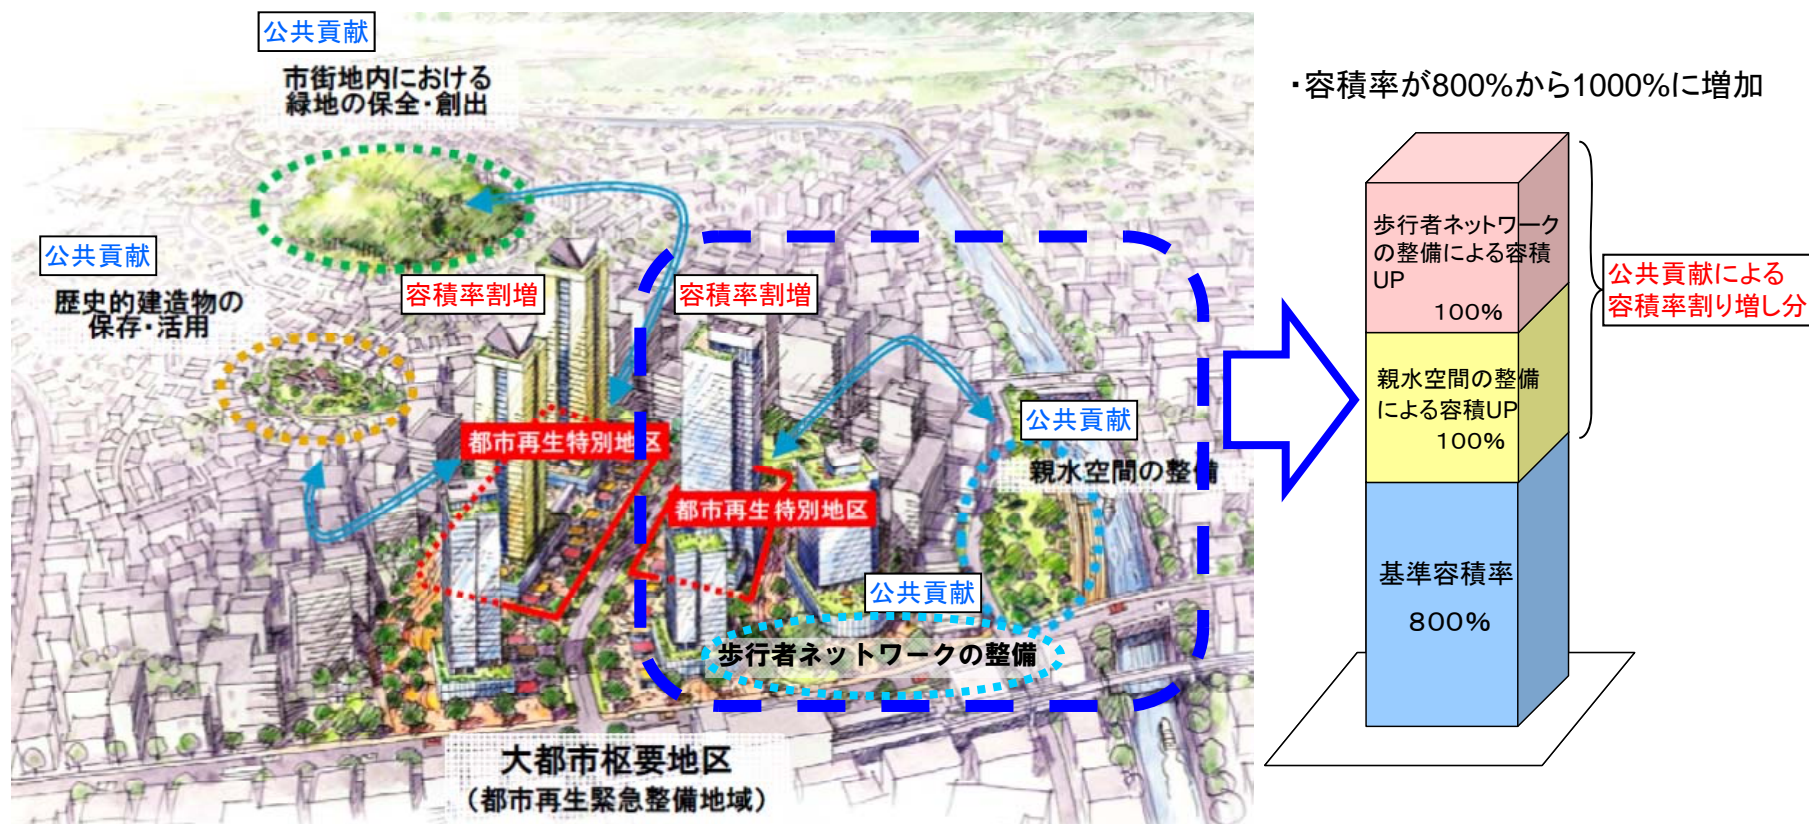 公共貢献
市街地内における
緑地の保全・創出
公共貢献
歴史的建造物の
保存・活用
容積率割増
容積率割増
都市再生特別地区
都市再生特別地区
公共貢献
親水空間の整備
公共貢献
歩行者ネットワークの整備
大都市枢要地区
（都市再生緊急整備地域）
・容積率が800%から1000%に増加
歩行者ネットワーク
の整備による容積
UP
100%
親水空間の整備
による容積UP
100%
基準容積率
800%
公共貢献による
容積率割り増し分